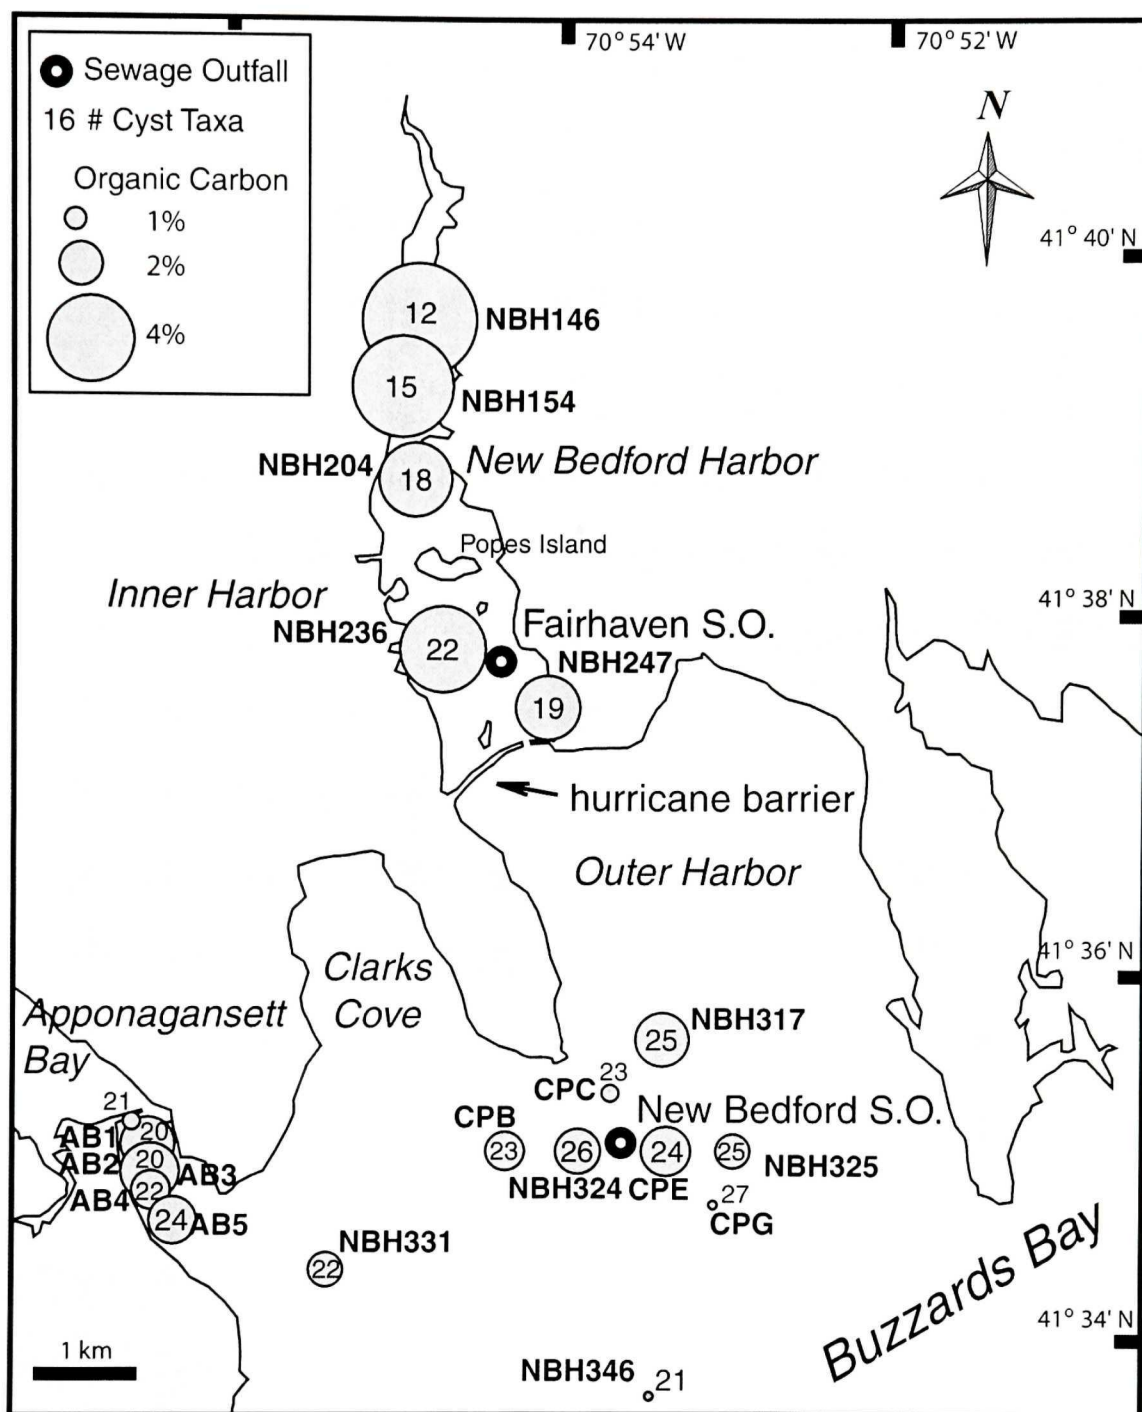 70° 54' W
70° 52' W
Sewage Outfall
16 # Cyst Taxa
Organic Carbon
1%
2%
4%
N
41° 40' N
12
NBH146
15
NBH154
NBH204
New Bedford Harbor
18
Popes Island
Inner Harbor
41° 38' N
NBH236
Fairhaven S.O.
22
NBH247
19
hurricane barrier
Outer Harbor
41° 36' N
Clarks
Cove
Apponagansett
Bay
NBH317
25
23
CPC
21
New Bedford S.O.
CPB
AB1
20
23
26
24
25
AB2
20
AB3
NBH325
AB4
22
NBH324
CPE
27
24
AB5
CPG
NBH331
22
Buzzards Bay
41° 34' N
1 km
NBH346
21